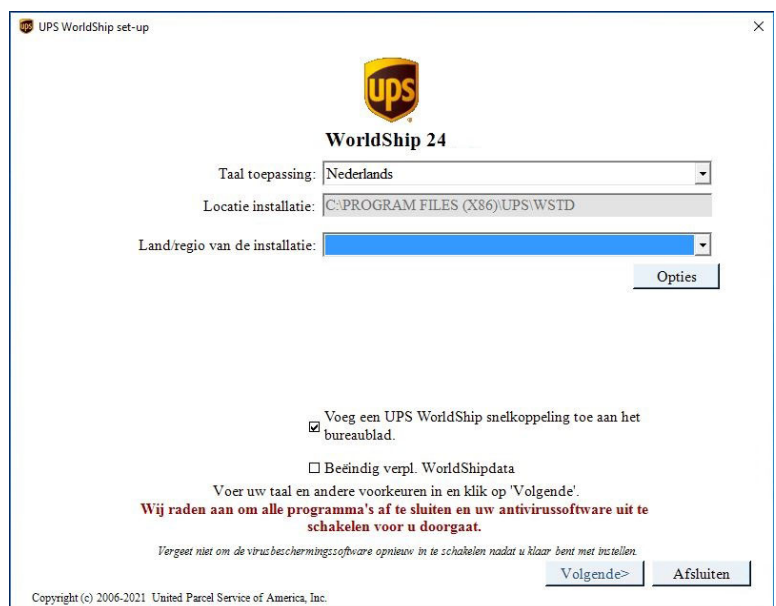 UPS WorldShip set-up
ups
WorldShip 24
Taal toepassing: Nederlands
Locatie installatie: C:\PROGRAM FILES (X86)\UPS\WSTD
Land/regio van de installatie:
Opties
Voeg een UPS WorldShip snelkoppeling toe aan het
bureaublad.
Beëindig verpl. WorldShipdata
Voer uw taal en andere voorkeuren in en klik op 'Volgende'.
Wij raden aan om alle programma's af te sluiten en uw antivirussoftware uit te
schakelen voor u doorgaat.
Vergeet niet om de virusbeschermingssoftware opnieuw in te schakelen nadat u klaar bent met instellen.
Volgende> Afsluiten
Copyright (c) 2006-2021 United Parcel Service of America, Inc.